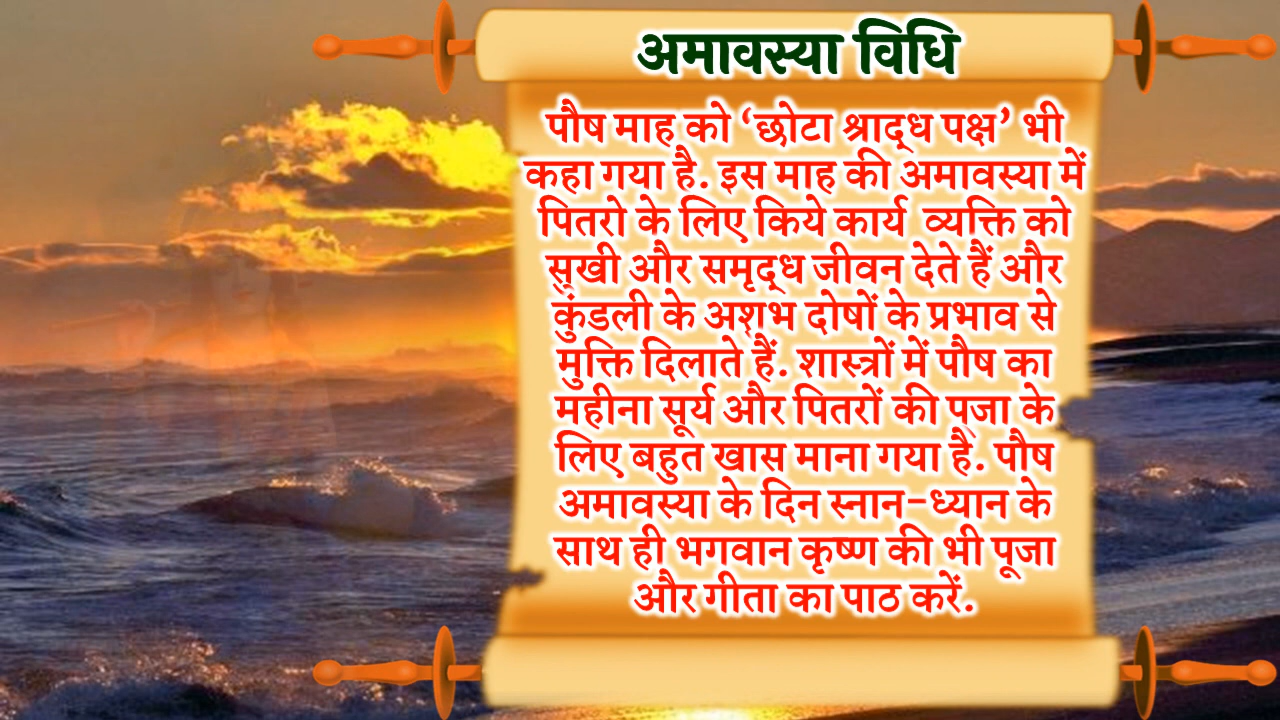 अमावस्या विधि
पौष माह को ‘छोटा श्राद्ध पक्ष’ भी
कहा गया है. इस माह की अमावस्या में
पितरो के लिए किये कार्य व्यक्ति को
सुखी और समृद्ध जीवन देते हैं और
कुंडली के अशुभ दोषों के प्रभाव से
मुक्ति दिलाते हैं. शास्त्रों में पौष का
महीना सूर्य और पितरों की पूजा के
लिए बहुत खास माना गया है. पौष
अमावस्या के दिन स्नान-ध्यान के
साथ ही भगवान कृष्ण की भी पूजा
और गीता का पाठ करें.